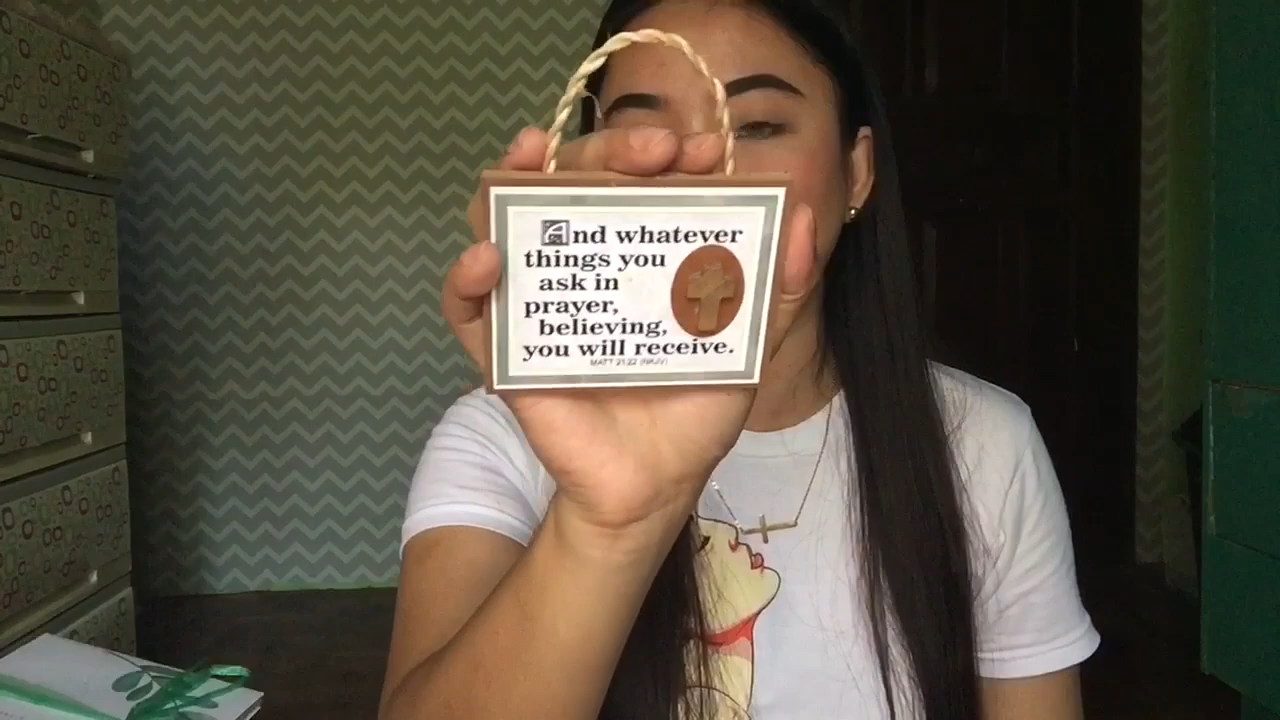 And whatever
things you
ask in
prayer,
believing,
you will receive.
MATT 21:22 (NKJV)